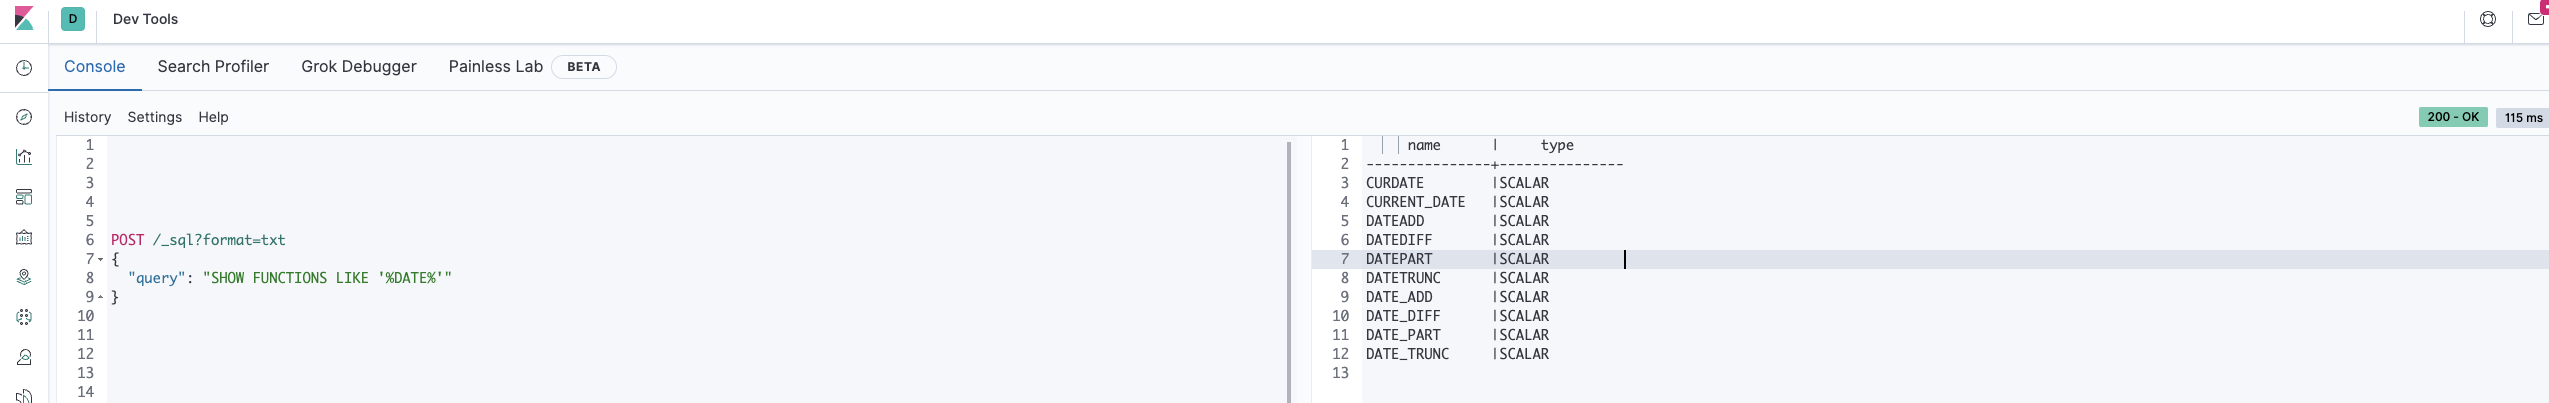 D Dev Tools
Console Search Profiler Grok Debugger Painless Lab BETA
History Settings Help
200 - OK 115 ms
1
2
3
4
5
6 POST /_sql?format=txt
7 {
8 "query": "SHOW FUNCTIONS LIKE '%DATE%'"
9 }
10
11
12
13
14
1 name | type
2 ---------------+---------------
3 CURDATE |SCALAR
4 CURRENT_DATE |SCALAR
5 DATEADD |SCALAR
6 DATEDIFF |SCALAR
7 DATEPART |SCALAR
8 DATETRUNC |SCALAR
9 DATE_ADD |SCALAR
10 DATE_DIFF |SCALAR
11 DATE_PART |SCALAR
12 DATE_TRUNC |SCALAR
13